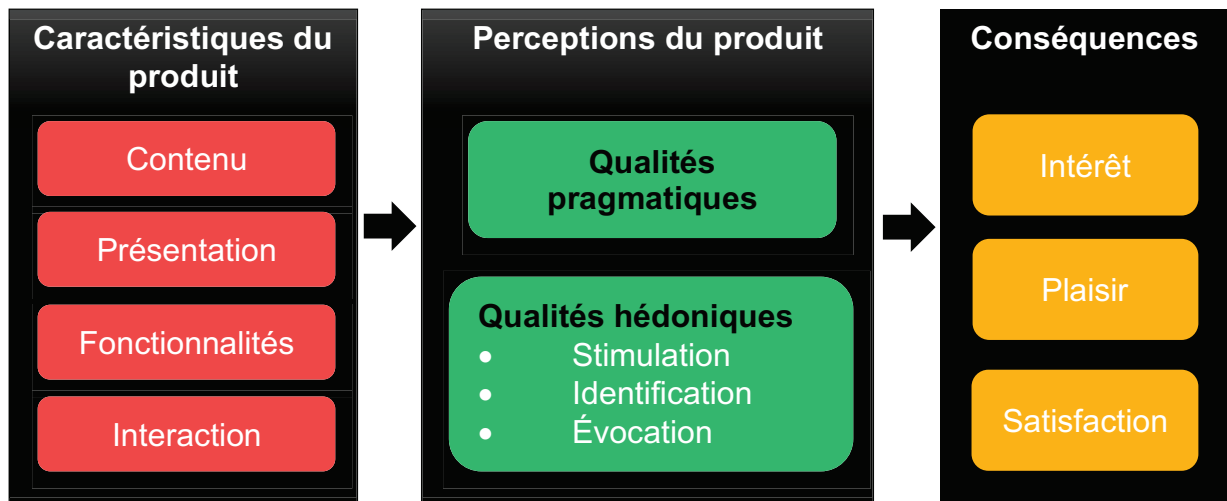 Caractéristiques du
produit
Contenu
Présentation
Fonctionnalités
Interaction
Perceptions du produit
Qualités
pragmatiques
Qualités hédoniques
• Stimulation
• Identification
• Évocation
Conséquences
Intérêt
Plaisir
Satisfaction